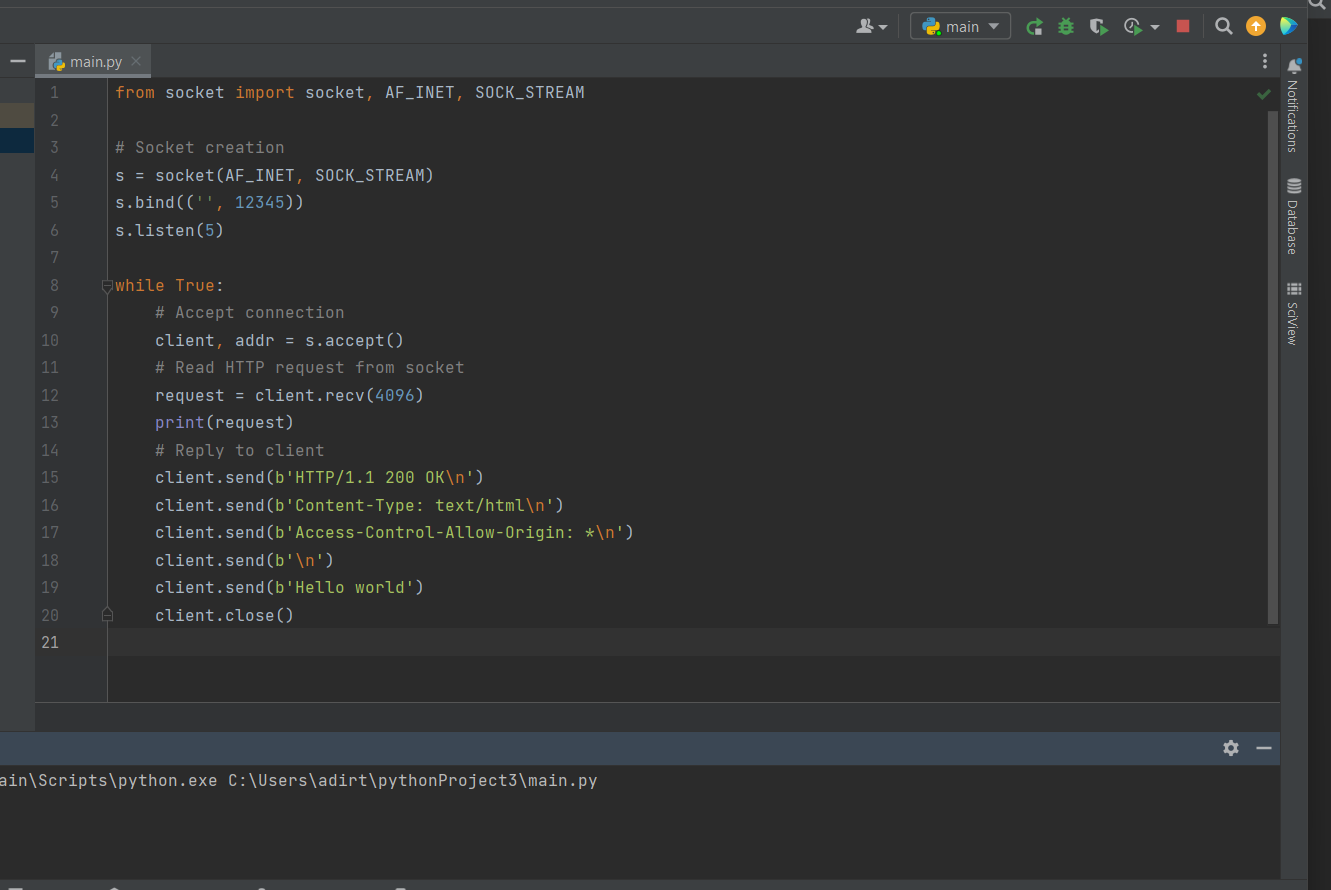 main
main.py
1 from socket import socket, AF_INET, SOCK_STREAM
2
3 # Socket creation
4 s = socket(AF_INET, SOCK_STREAM)
5 s.bind(('', 12345))
6 s.listen(5)
7
8 while True:
9     # Accept connection
10     client, addr = s.accept()
11     # Read HTTP request from socket
12     request = client.recv(4096)
13     print(request)
14     # Reply to client
15     client.send(b'HTTP/1.1 200 OK\n')
16     client.send(b'Content-Type: text/html\n')
17     client.send(b'Access-Control-Allow-Origin: *\n')
18     client.send(b'\n')
19     client.send(b'Hello world')
20     client.close()
21
Notifications
Database
SciView
ain\Scripts\python.exe C:\Users\adirt\pythonProject3\main.py